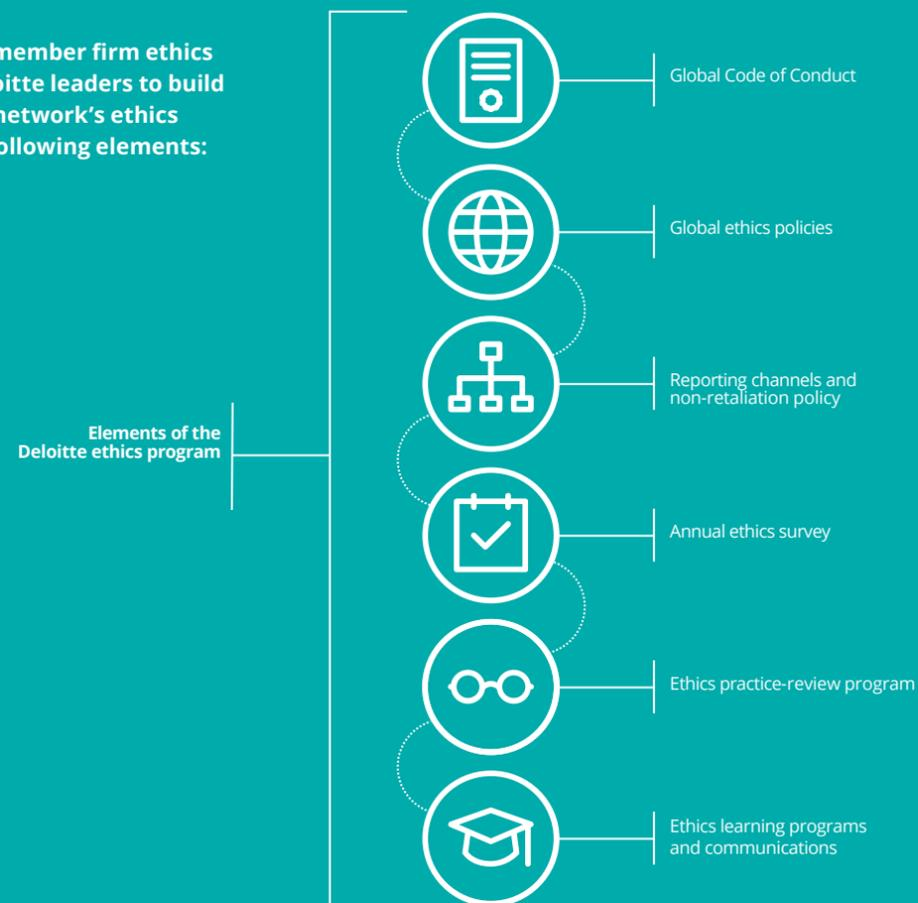 member firm ethics
oitte leaders to build
network's ethics
ollowing elements:
Global Code of Conduct
Global ethics policies
Reporting channels and
non-retaliation policy
Elements of the
Deloitte ethics program
Annual ethics survey
Ethics practice-review program
Ethics learning programs
and communications